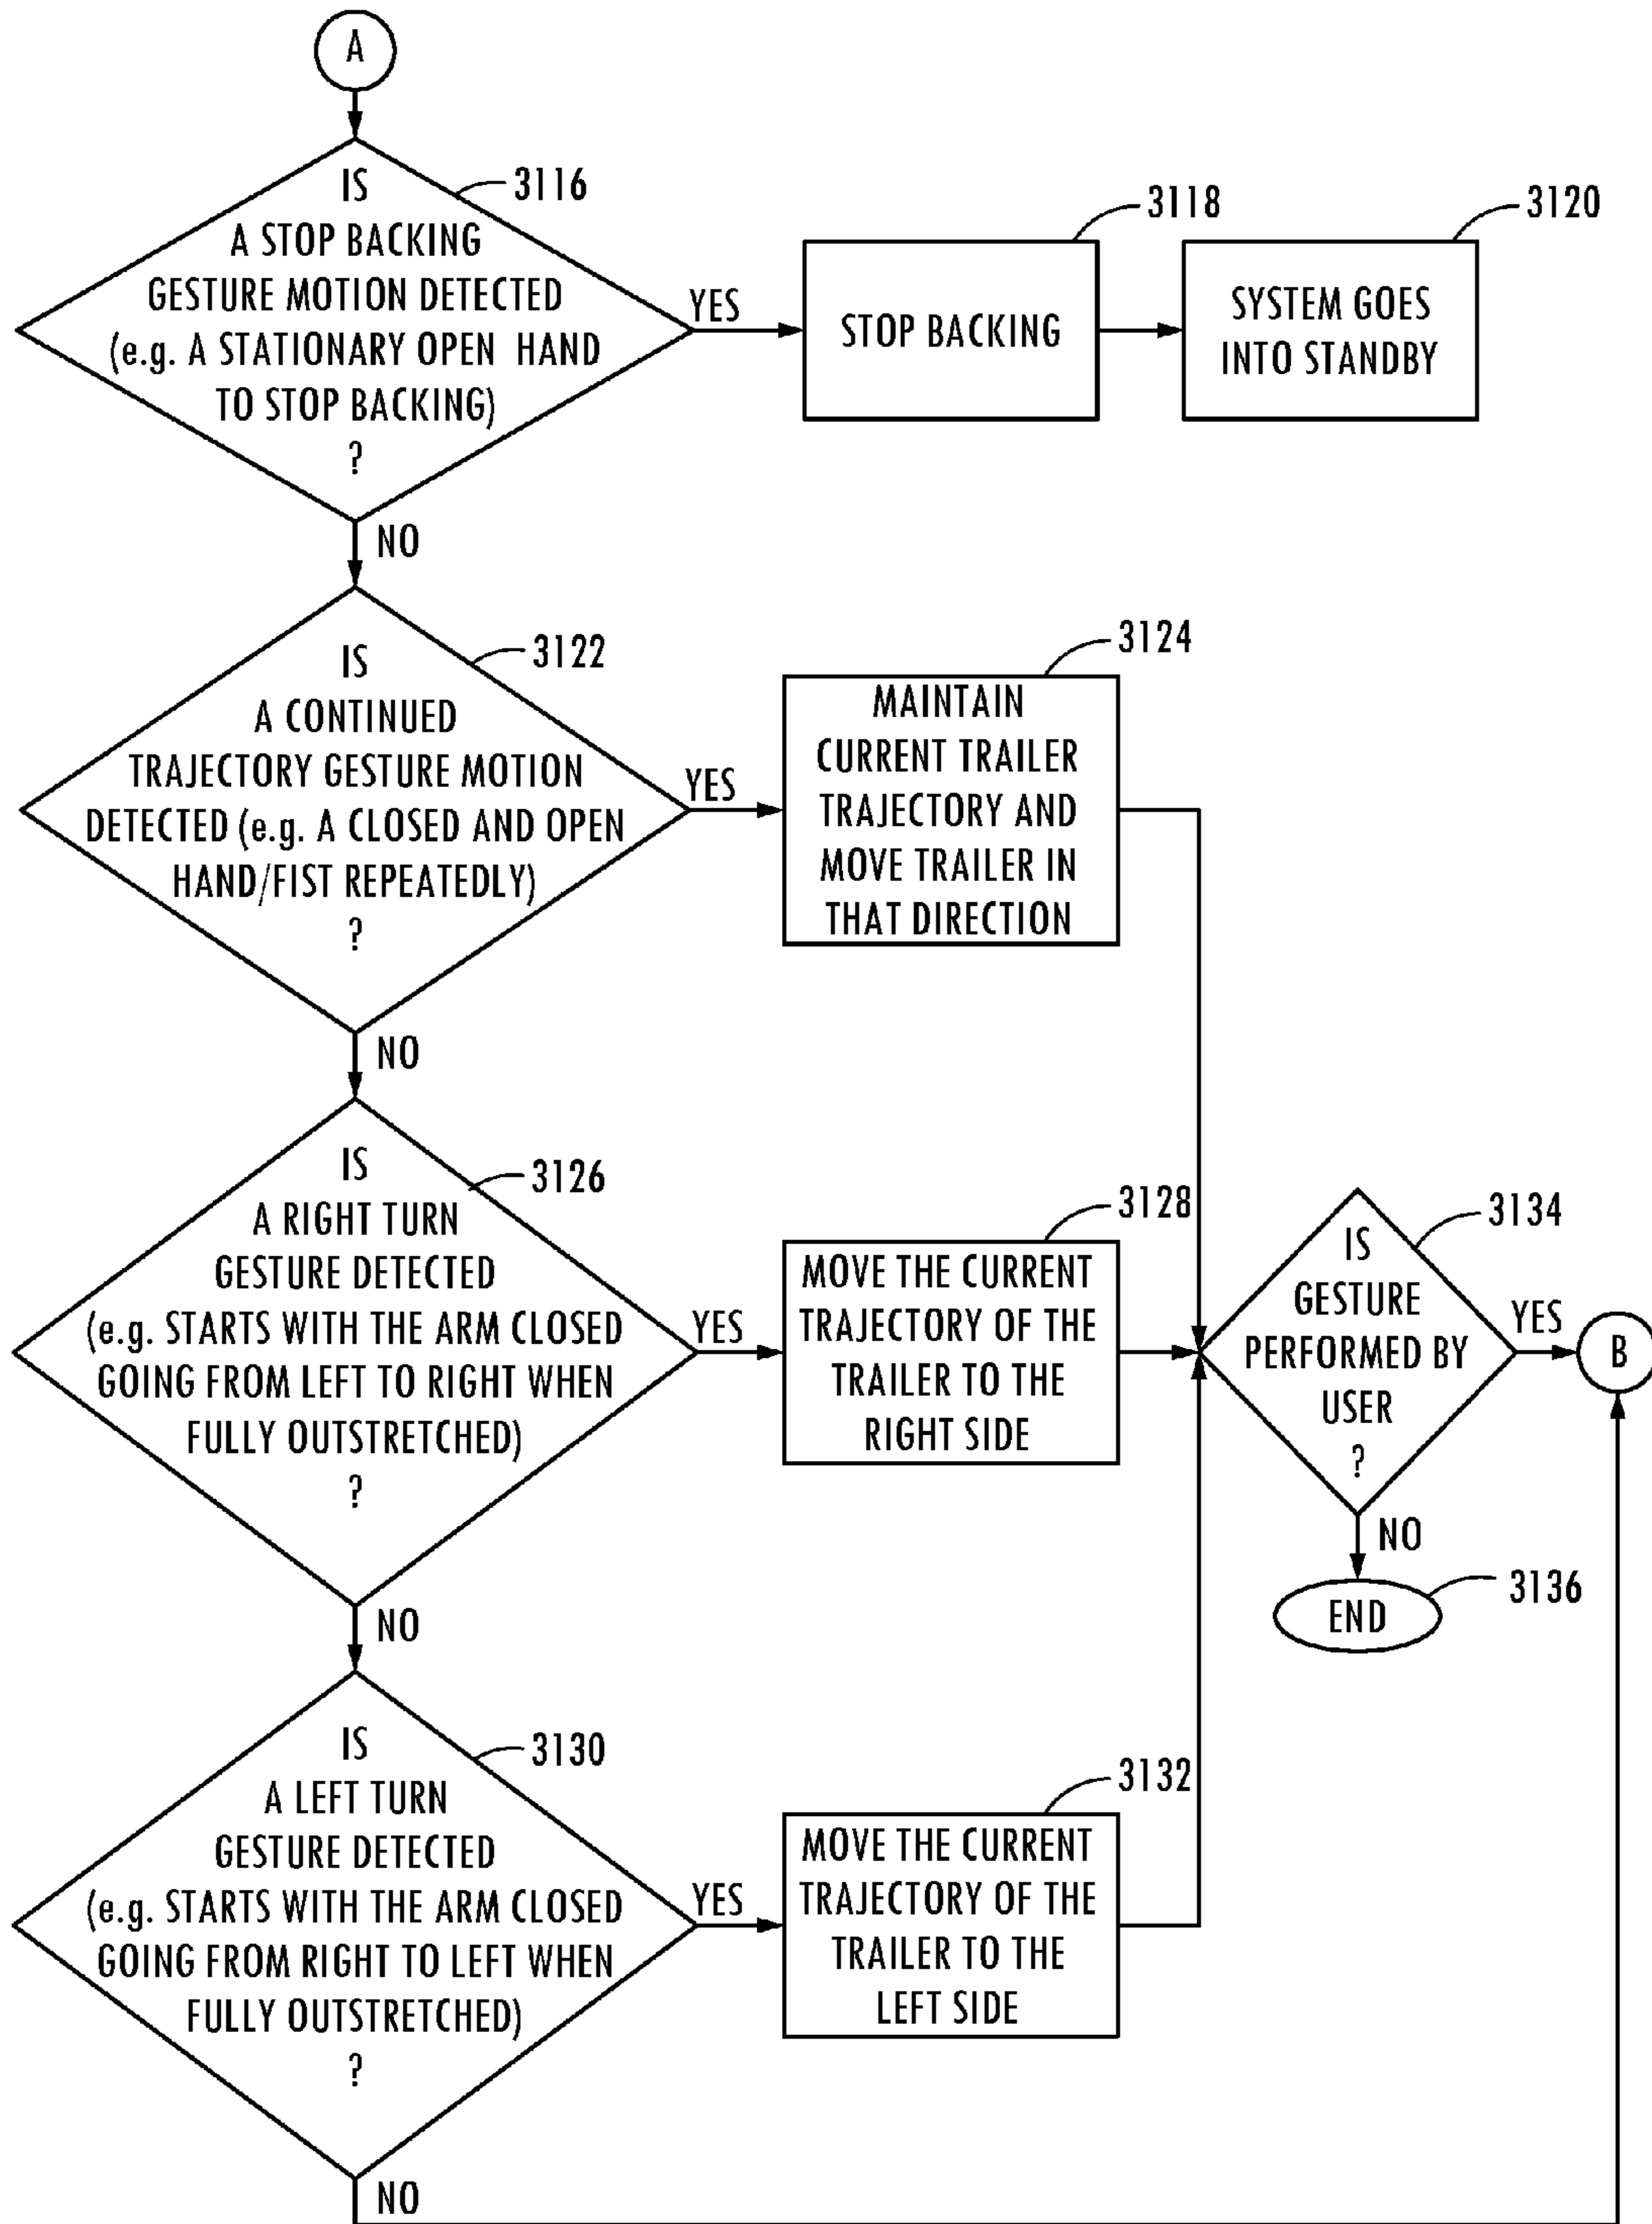 A
IS
A STOP BACKING
GESTURE MOTION DETECTED
(e.g. A STATIONARY OPEN HAND
TO STOP BACKING)
?
3116
YES
STOP BACKING
3118
SYSTEM GOES
INTO STANDBY
3120
NO
IS
A CONTINUED
TRAJECTORY GESTURE MOTION
DETECTED (e.g. A CLOSED AND OPEN
HAND/FIST REPEATEDLY)
?
3122
YES
MAINTAIN
CURRENT TRAILER
TRAJECTORY AND
MOVE TRAILER IN
THAT DIRECTION
3124
NO
IS
A RIGHT TURN
GESTURE DETECTED
(e.g. STARTS WITH THE ARM CLOSED
GOING FROM LEFT TO RIGHT WHEN
FULLY OUTSTRETCHED)
?
3126
YES
MOVE THE CURRENT
TRAJECTORY OF THE
TRAILER TO THE
RIGHT SIDE
3128
IS
GESTURE
PERFORMED BY
USER
?
3134
YES
B
NO
END
3136
NO
IS
A LEFT TURN
GESTURE DETECTED
(e.g. STARTS WITH THE ARM CLOSED
GOING FROM RIGHT TO LEFT WHEN
FULLY OUTSTRETCHED)
?
3130
YES
MOVE THE CURRENT
TRAJECTORY OF THE
TRAILER TO THE
LEFT SIDE
3132
NO